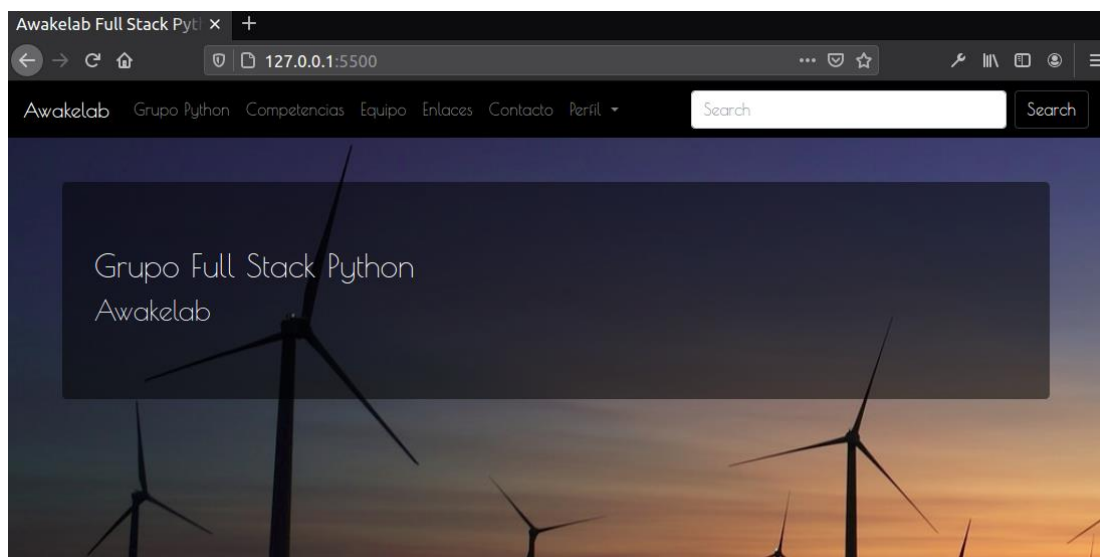 Awakelab Full Stack Pyt
127.0.0.1:5500
Awakelab Grupo Python Competencias Equipo Enlaces Contacto Perfil Search Search
Grupo Full Stack Python
Awakelab